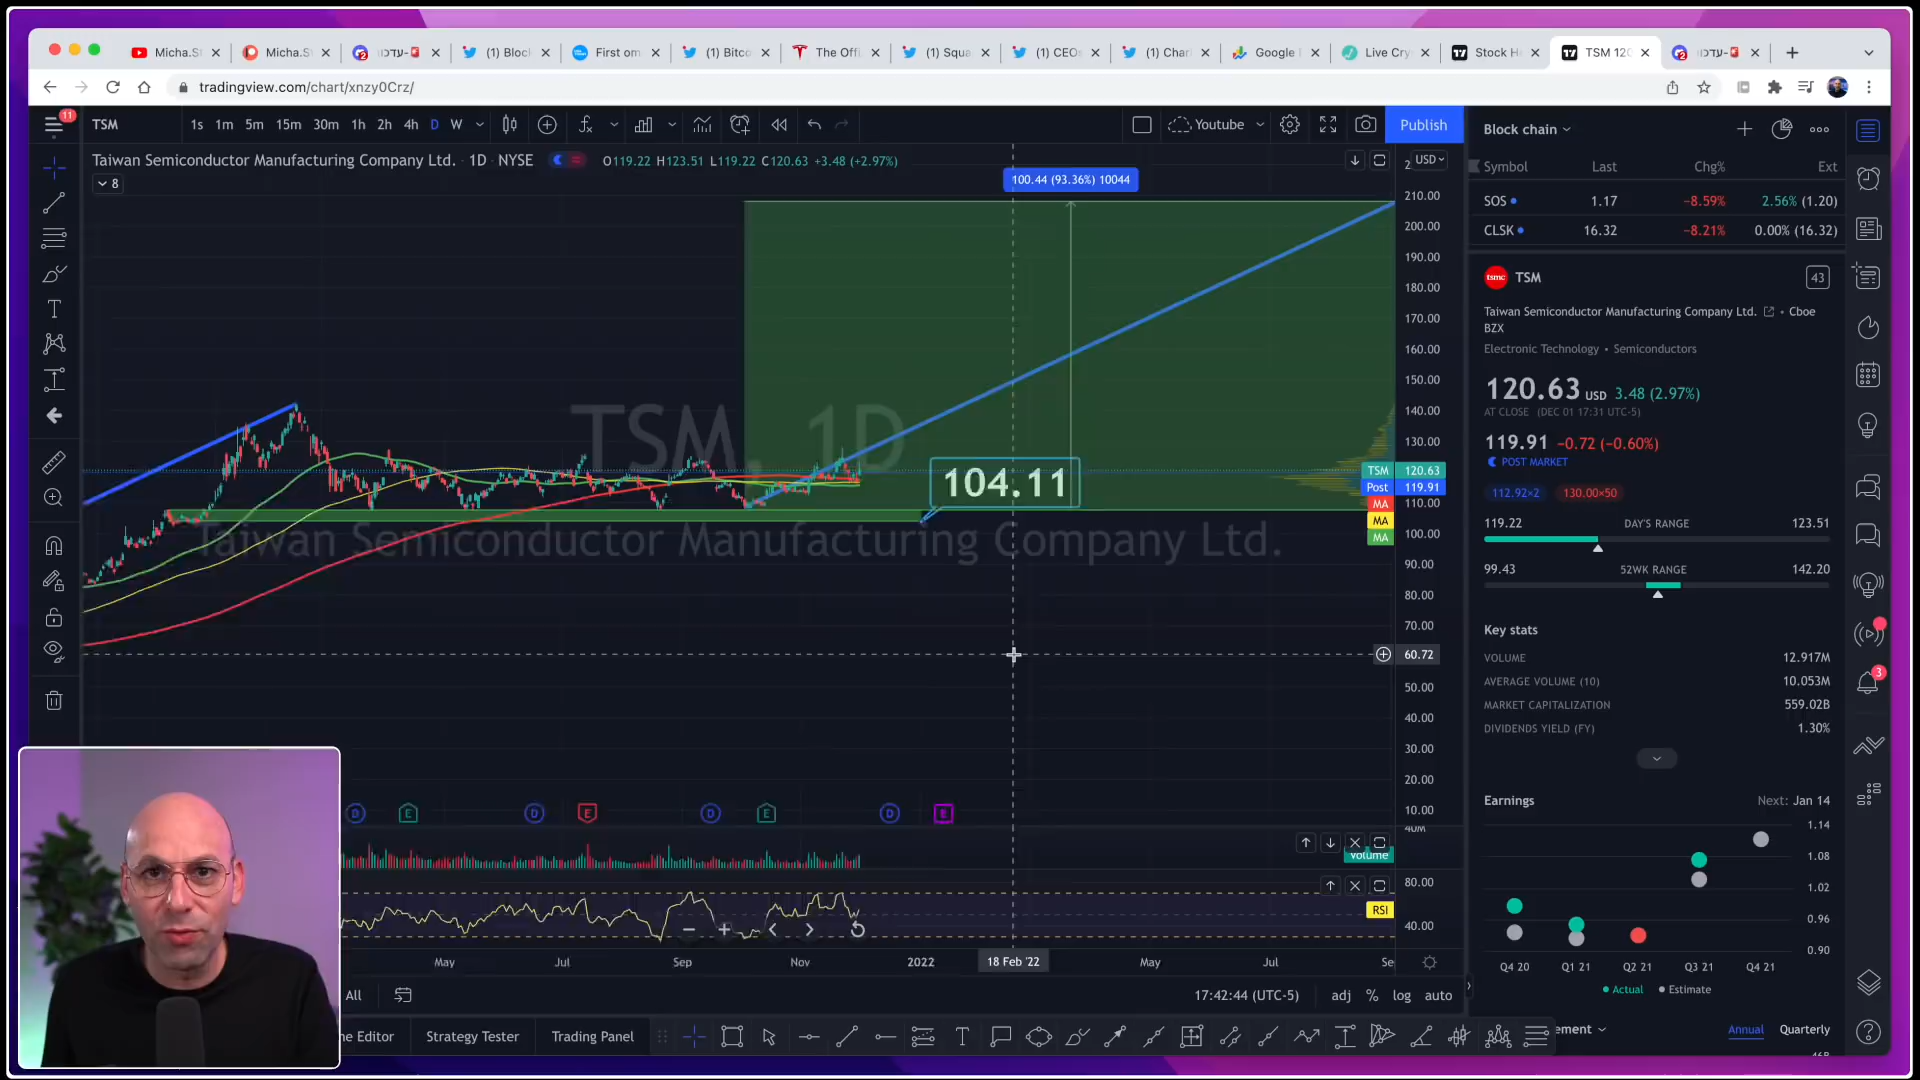 Micha.S
Micha.S
עדכו-
(1) Bloc
First om
(1) Bitco
The Offi
(1) Squa
(1) CEO
(1) Char
Google
Live Cry
Stock H
TSM 120
עדכו-
tradingview.com/chart/xnzy0Crz/
11
TSM
1s 1m 5m 15m 30m 1h 2h 4h D W
Youtube
Publish
Taiwan Semiconductor Manufacturing Company Ltd. · 1D · NYSE
O119.22 H123.51 L119.22 C120.63 +3.48 (+2.97%)
8
100.44 (93.36%) 10044
USD
210.00
200.00
190.00
180.00
170.00
160.00
150.00
140.00
130.00
TSM 120.63
Post 119.91
MA
110.00
MA
100.00
MA
90.00
80.00
70.00
60.72
50.00
40.00
30.00
20.00
10.00
TSM, 1D
104.11
Taiwan Semiconductor Manufacturing Company Ltd.
D E D E D E D E
40M
Volume
80.00
RSI
40.00
May Jul Sep Nov 2022 18 Feb '22 May Jul Se
All
17:42:44 (UTC-5)
adj % log auto
ne Editor
Strategy Tester
Trading Panel
Block chain
Symbol Last Chg% Ext
SOS 1.17 −8.59% 2.56% (1.20)
CLSK 16.32 −8.21% 0.00% (16.32)
tsmc TSM
43
Taiwan Semiconductor Manufacturing Company Ltd. • Cboe
BZX
Electronic Technology • Semiconductors
120.63 USD 3.48 (2.97%)
AT CLOSE (DEC 01 17:31 UTC-5)
119.91 −0.72 (−0.60%)
POST MARKET
112.92×2 130.00×50
119.22 DAY'S RANGE 123.51
99.43 52WK RANGE 142.20
Key stats
VOLUME 12.917M
AVERAGE VOLUME (10) 10.053M
MARKET CAPITALIZATION 559.02B
DIVIDENDS YIELD (FY) 1.30%
Earnings Next: Jan 14
1.14
1.08
1.02
0.96
0.90
Q4 20 Q1 21 Q2 21 Q3 21 Q4 21
Actual Estimate
ement
Annual Quarterly
3